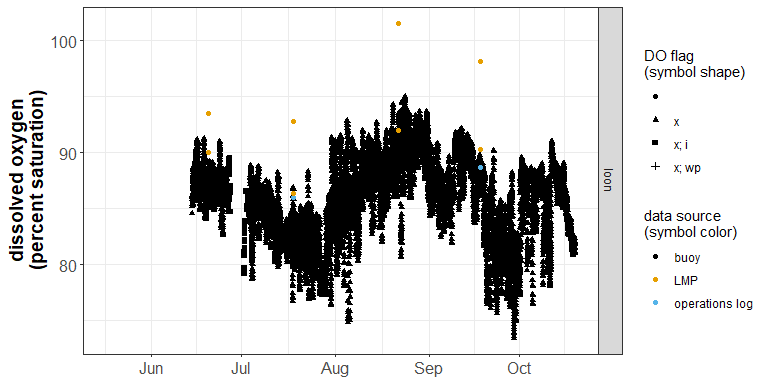 dissolved oxygen
(percent saturation)
100
90
80
Jun
Jul
Aug
Sep
Oct
loon
DO flag
(symbol shape)
x
x; i
x; wp
data source
(symbol color)
buoy
LMP
operations log